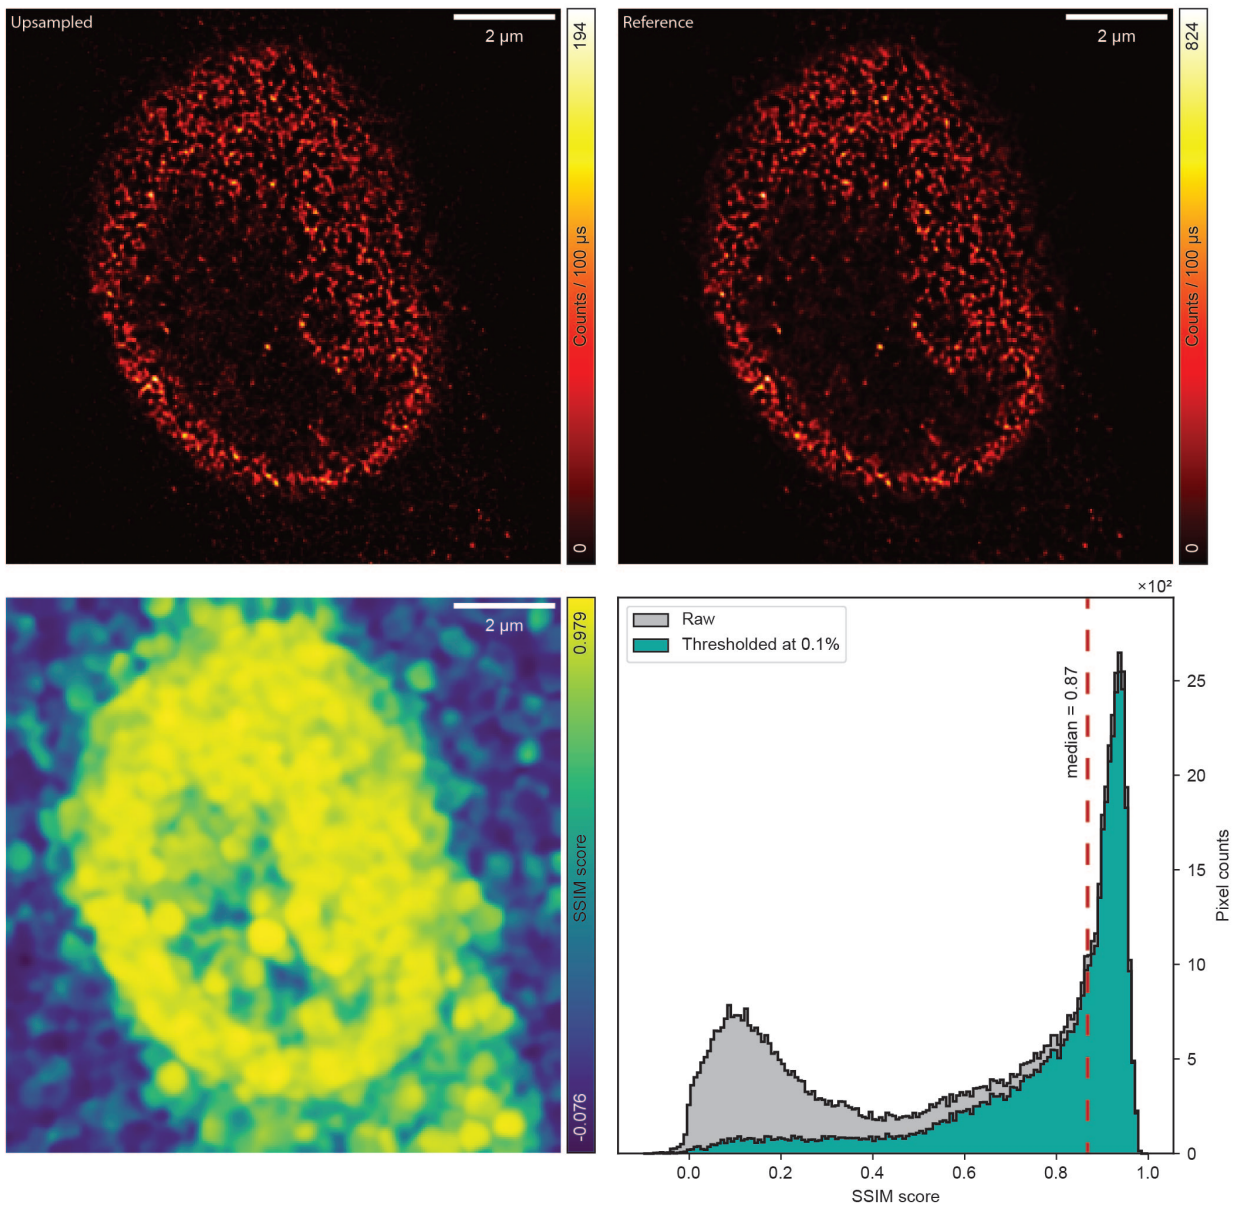 Upsampled
2 µm
194
Counts / 100 µs
0
Reference
2 µm
824
Counts / 100 µs
0
2 µm
0.979
SSIM score
-0.076
×10²
Raw
Thresholded at 0.1%
median = 0.87
25
20
15
10
5
0
Pixel counts
0.0 0.2 0.4 0.6 0.8 1.0
SSIM score